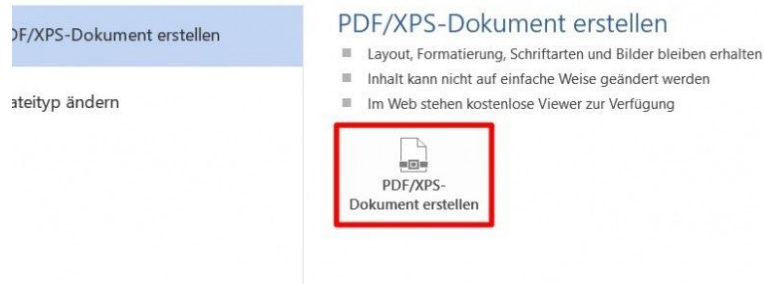 PDF/XPS-Dokument erstellen
DF/XPS-Dokument erstellen
Layout, Formatierung, Schriftarten und Bilder bleiben erhalten
Inhalt kann nicht auf einfache Weise geändert werden
ateityp ändern
Im Web stehen kostenlose Viewer zur Verfügung
PDF/XPS-
Dokument erstellen